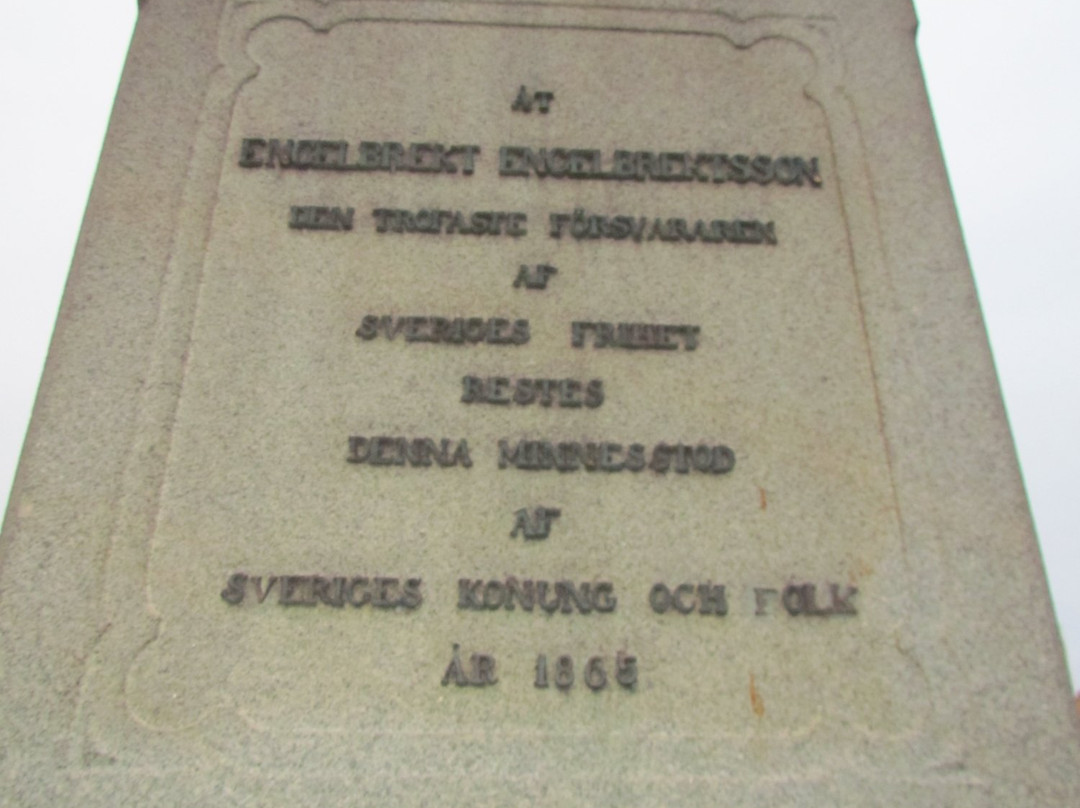 ÅT
ENGELBREKT ENGELBREKTSSON
DEN TROFASTE FÖRSVARAREN
AF
SVERIGES FRIHET
RESTES
DENNA MINNESSTOD
AF
SVERIGES KONUNG OCH FOLK
ÅR 1865